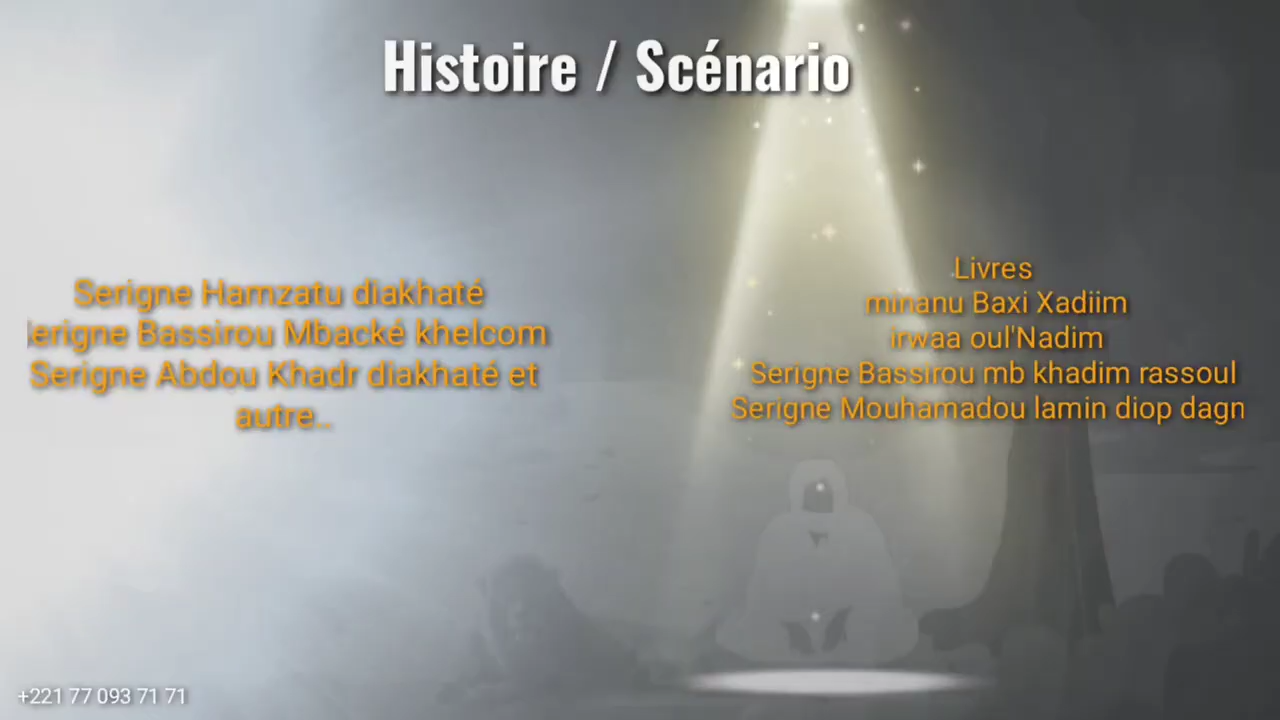 Histoire / Scénario
Serigne Hamzatu diakhaté
erigne Bassirou Mbacké khelcom
Serigne Abdou Khadr diakhaté et
autre..
Livres
minanu Baxi Xadiim
irwaa oul'Nadim
Serigne Bassirou mb khadim rassoul
Serigne Mouhamadou lamin diop dagn
+221 77 093 71 71